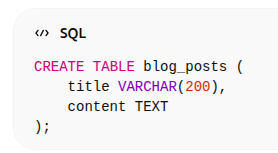 </> SQL
CREATE TABLE blog_posts (
    title VARCHAR(200),
    content TEXT
);